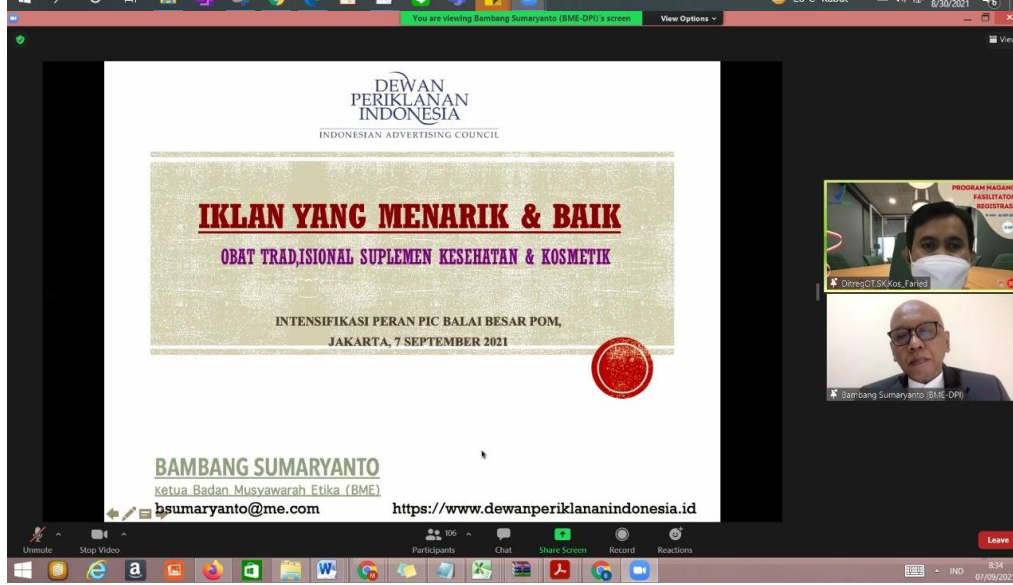 8/30/2021
You are viewing Bambang Sumaryanto (BME-DPI)'s screen
View Options
View
DEWAN
PERIKLANAN
INDONESIA
INDONESIAN ADVERTISING COUNCIL
IKLAN YANG MENARIK & BAIK
OBAT TRAD,ISIONAL SUPLEMEN KESEHATAN & KOSMETIK
INTENSIFIKASI PERAN PIC BALAI BESAR POM,
JAKARTA, 7 SEPTEMBER 2021
BAMBANG SUMARYANTO
Ketua Badan Musyawarah Etika (BME)
bsumaryanto@me.com
https://www.dewanperiklananindonesia.id
PROGRAM MAGANG
FASILITATOR
REGISTRAS
DitregOT.SK.Kos_Faried
Bambang Sumaryanto (BME-DPI)
Unmute
Stop Video
106
Participants
Chat
Share Screen
Record
Reactions
Leave
IND
8:34
07/09/202